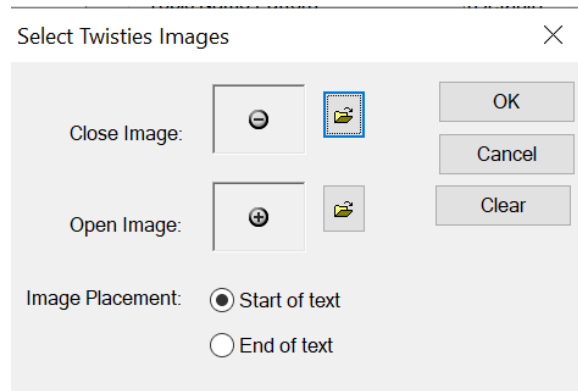 Select Twisties Images
Close Image:
OK
Cancel
Open Image:
Clear
Image Placement:
Start of text
End of text